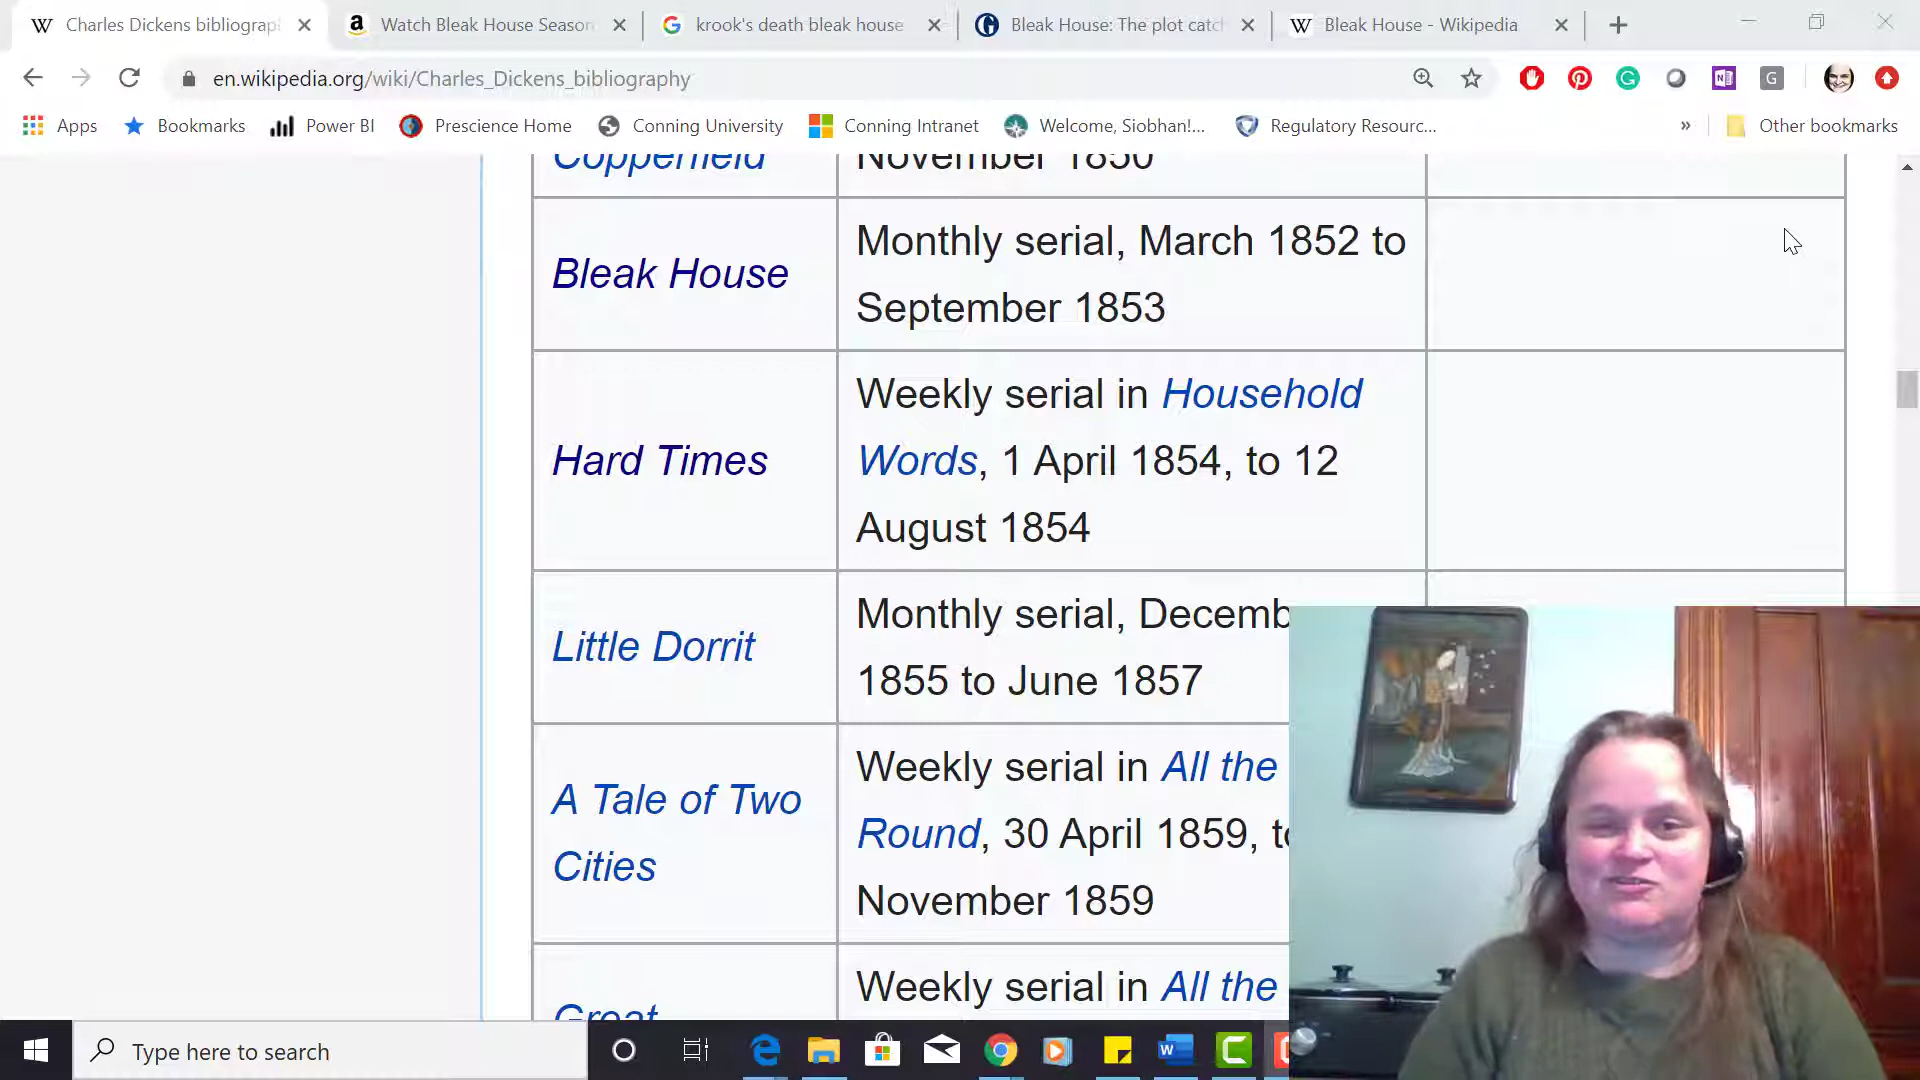 Charles Dickens bibliograp
Watch Bleak House Season
krook's death bleak house
Bleak House: The plot catc
Bleak House - Wikipedia
en.wikipedia.org/wiki/Charles_Dickens_bibliography
Apps
Bookmarks
Power BI
Prescience Home
Conning University
Conning Intranet
Welcome, Siobhan!...
Regulatory Resourc...
»
Other bookmarks
Copperfield
November 1850
Bleak House
Monthly serial, March 1852 to
September 1853
Hard Times
Weekly serial in Household
Words, 1 April 1854, to 12
August 1854
Little Dorrit
Monthly serial, Decemb
1855 to June 1857
A Tale of Two
Cities
Weekly serial in All the
Round, 30 April 1859, to
November 1859
Great
Weekly serial in All the
Type here to search